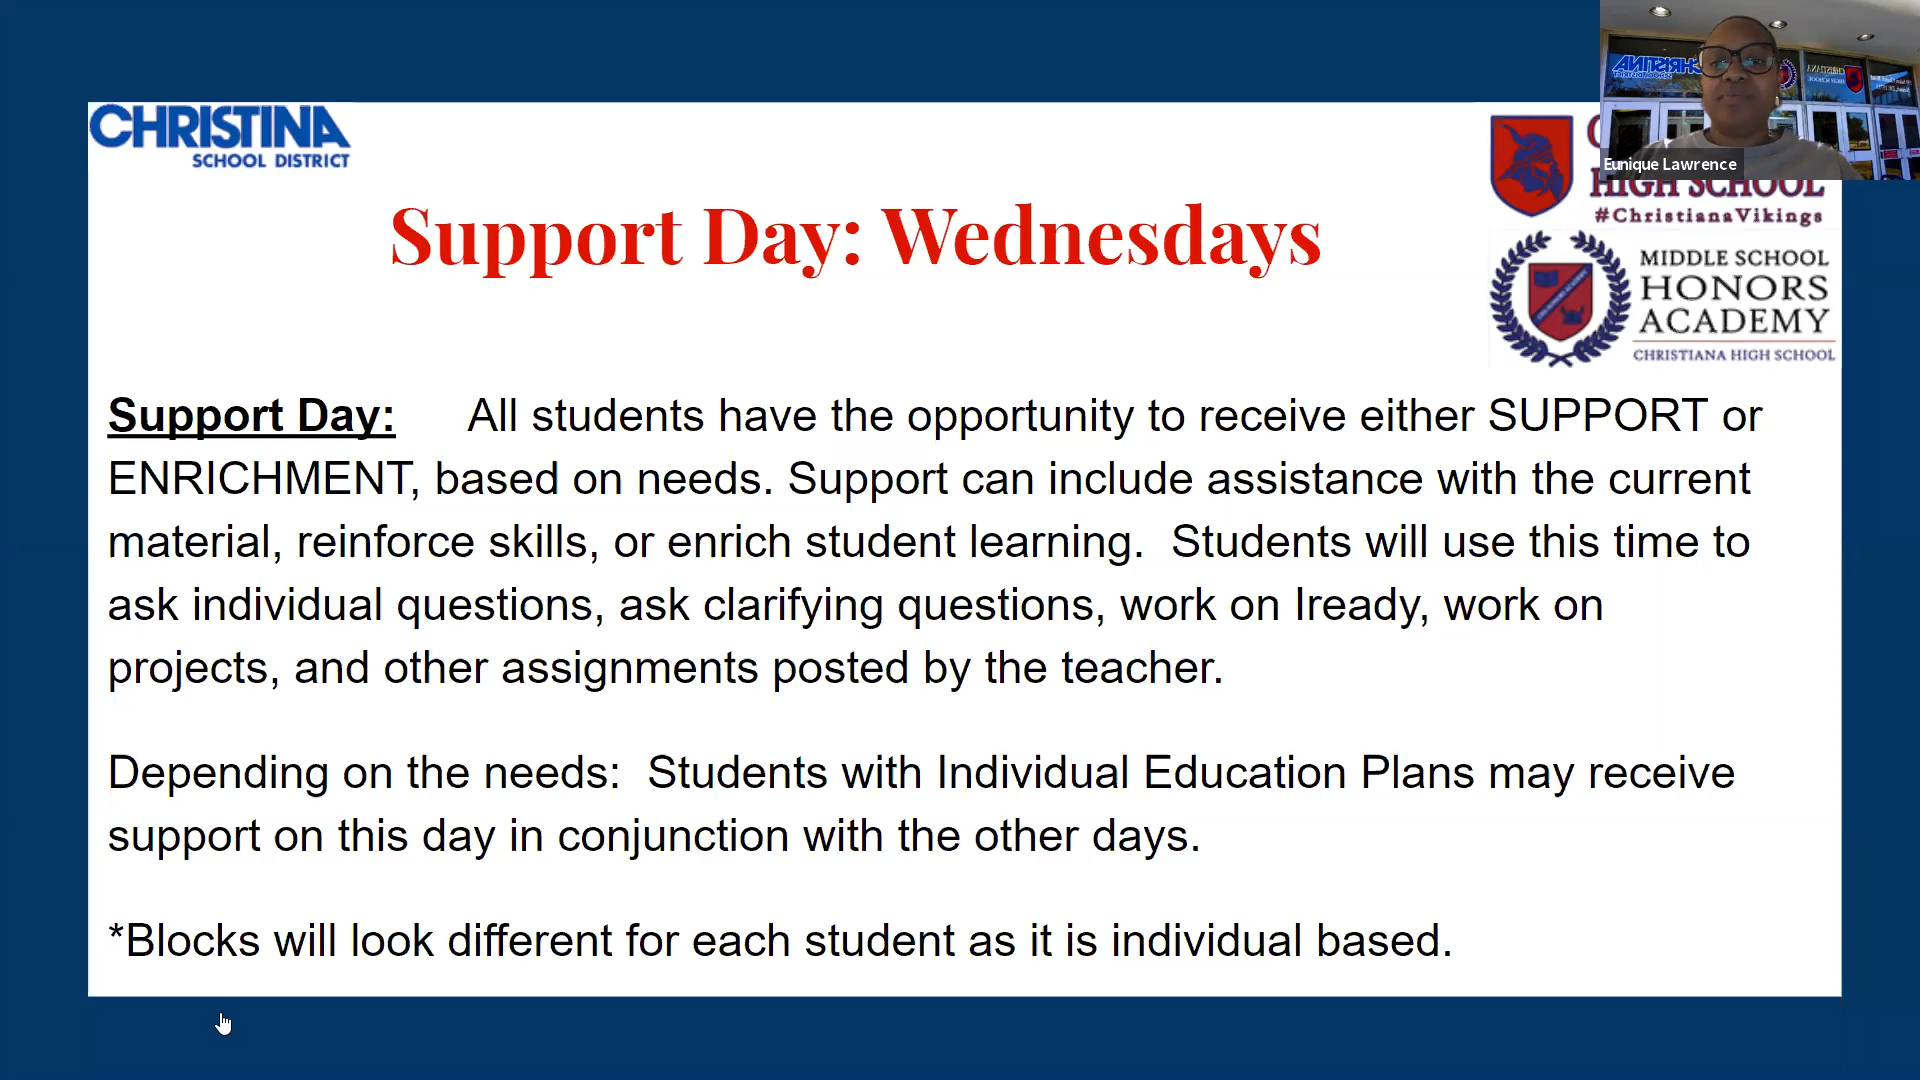 CHRISTINA
SCHOOL DISTRICT
Eunique Lawrence
HIGH SCHOOL
#ChristianaVikings
Support Day: Wednesdays
MIDDLE SCHOOL
HONORS
ACADEMY
CHRISTIANA HIGH SCHOOL
Support Day: All students have the opportunity to receive either SUPPORT or
ENRICHMENT, based on needs. Support can include assistance with the current
material, reinforce skills, or enrich student learning. Students will use this time to
ask individual questions, ask clarifying questions, work on Iready, work on
projects, and other assignments posted by the teacher.
Depending on the needs: Students with Individual Education Plans may receive
support on this day in conjunction with the other days.
*Blocks will look different for each student as it is individual based.